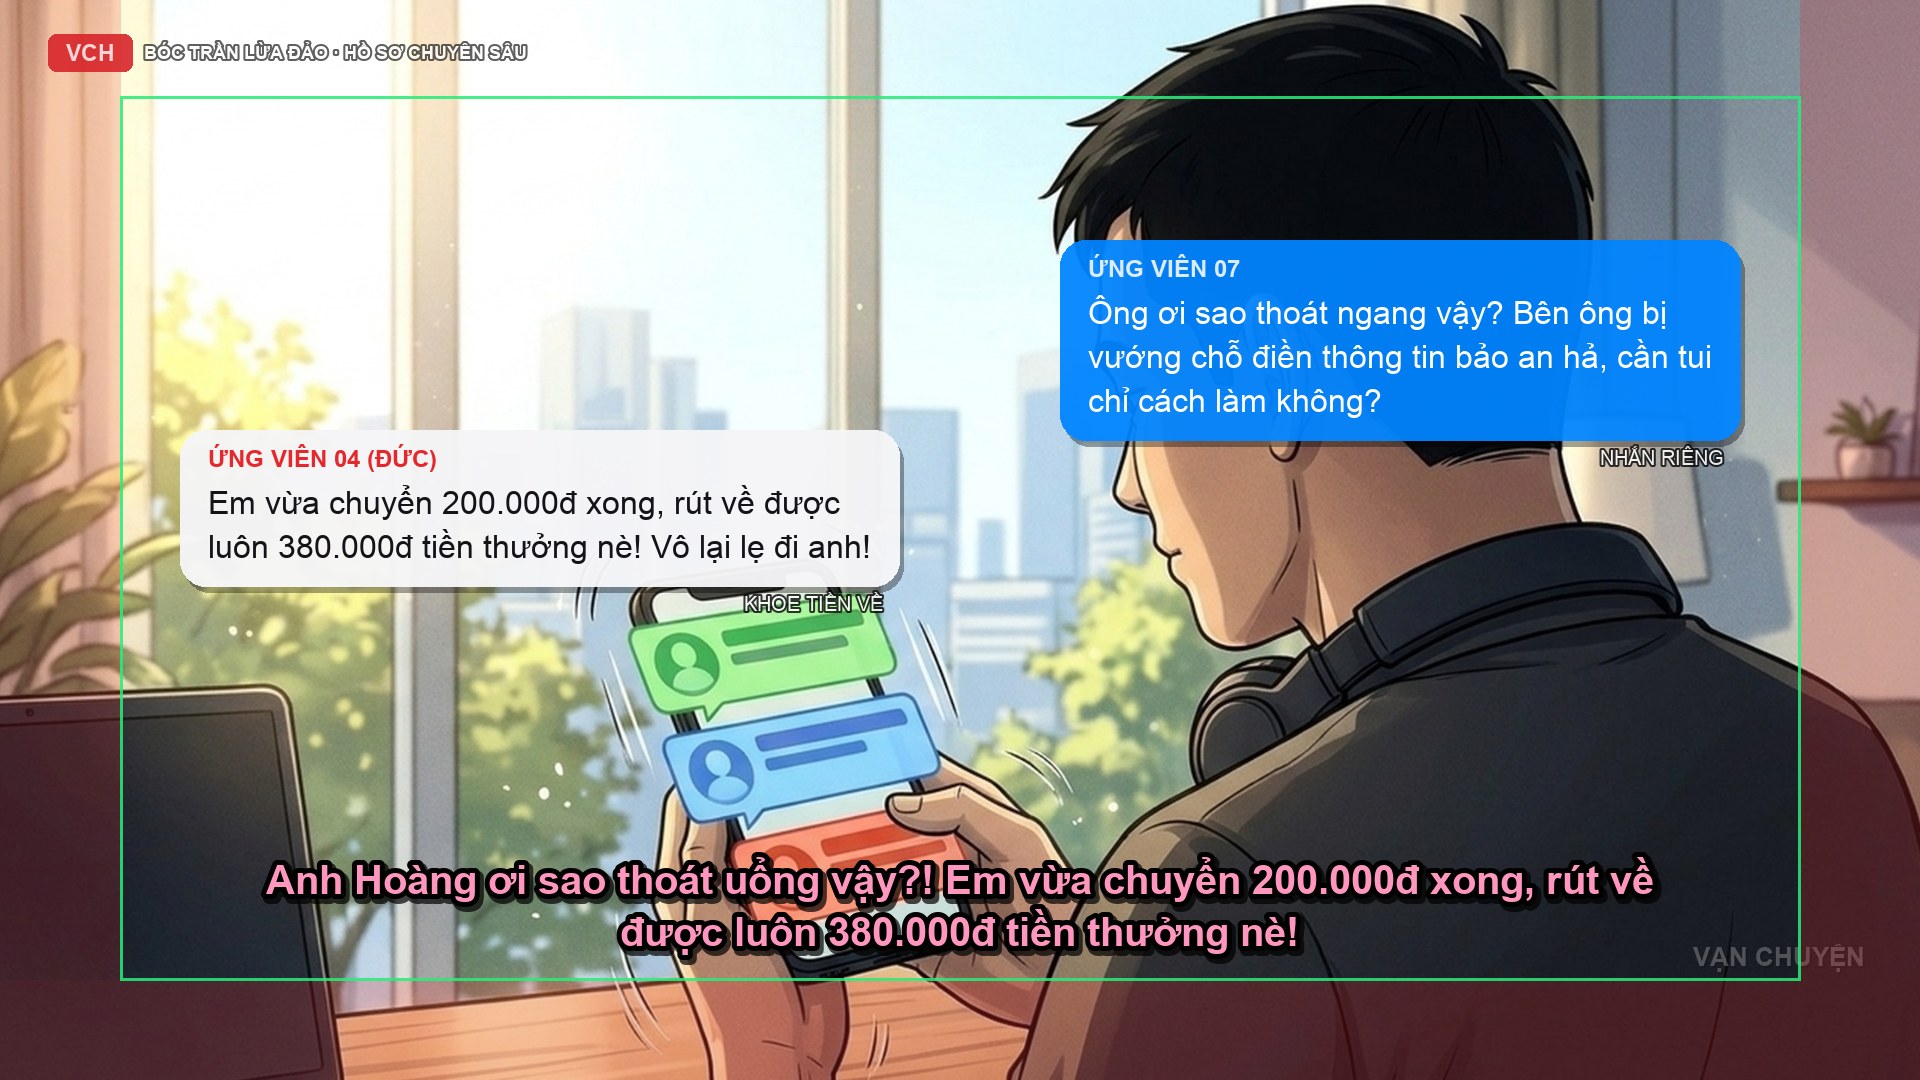 VCH
BÓC TRẦN LỪA ĐẢO · HỒ SƠ CHUYÊN SÂU
ỨNG VIÊN 07
Ông ơi sao thoát ngang vậy? Bên ông bị
vướng chỗ điền thông tin bảo an hả, cần tui
chỉ cách làm không?
NHẮN RIÊNG
ỨNG VIÊN 04 (ĐỨC)
Em vừa chuyển 200.000đ xong, rút về được
luôn 380.000đ tiền thưởng nè! Vô lại lẹ đi anh!
KHOE TIỀN VỀ
Anh Hoàng ơi sao thoát uổng vậy?! Em vừa chuyển 200.000đ xong, rút về
được luôn 380.000đ tiền thưởng nè!
VẠN CHUYỆN